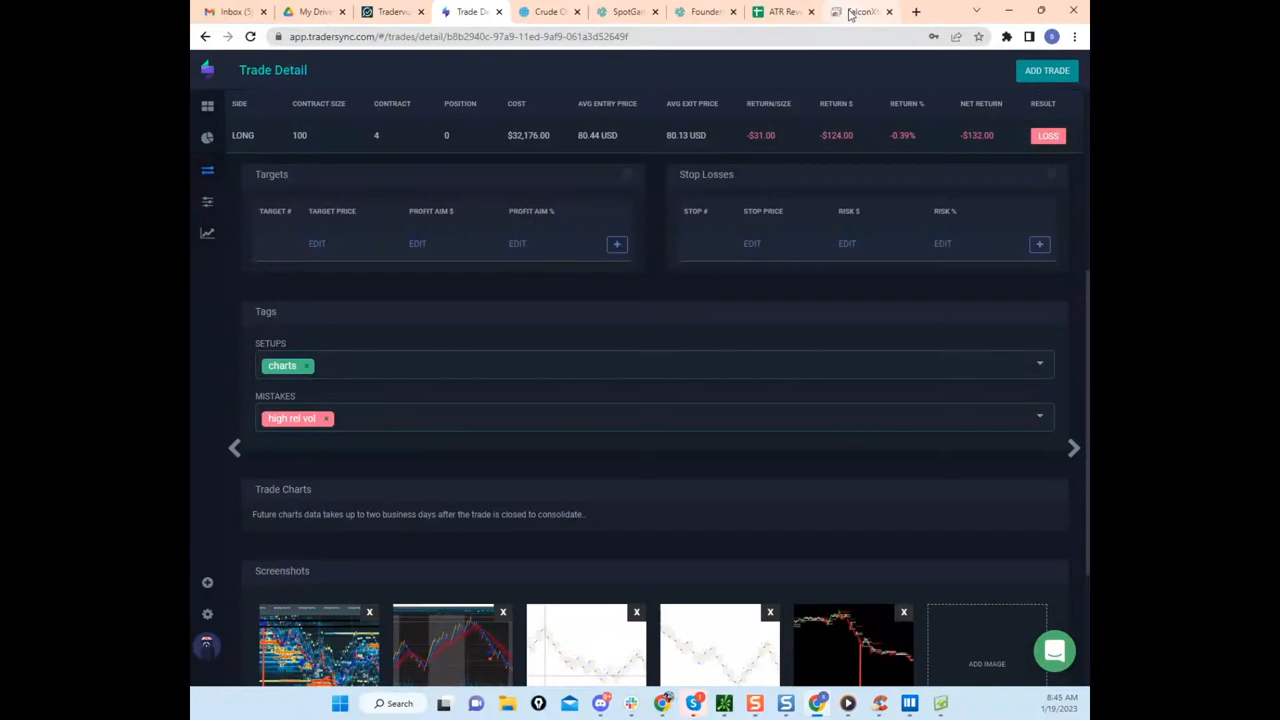 Inbox (5)
My Drive
Tradervu
Trade De
Crude O
SpotGam
Founders
ATR Rev
FalconX
app.tradersync.com/#/trades/detail/b8b2940c-97a9-11ed-9af9-061a3d52649f
S
Trade Detail
ADD TRADE
SIDE CONTRACT SIZE CONTRACT POSITION COST AVG ENTRY PRICE AVG EXIT PRICE RETURN/SIZE RETURN $ RETURN % NET RETURN RESULT
LONG 100 4 0 $32,176.00 80.44 USD 80.13 USD -$31.00 -$124.00 -0.39% -$132.00 LOSS
Targets
TARGET # TARGET PRICE PROFIT AIM $ PROFIT AIM %
EDIT EDIT EDIT +
Stop Losses
STOP # STOP PRICE RISK $ RISK %
EDIT EDIT EDIT +
Tags
SETUPS
charts ×
MISTAKES
high rel vol ×
Trade Charts
Future charts data takes up to two business days after the trade is closed to consolidate..
Screenshots
X X X X X
ADD IMAGE
Search
8:45 AM
1/19/2023